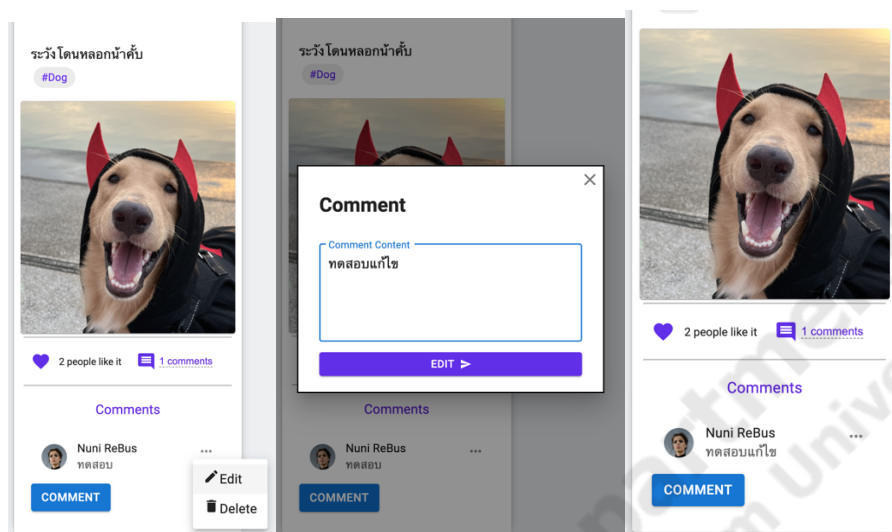 ระวังโดนหลอกน้าค้ับ
#Dog
2 people like it
1 comments
Comments
Nuni ReBus
...
ทดสอบ
Edit
Delete
COMMENT
ระวังโดนหลอกน้าค้ับ
#Dog
Comment
Comment Content
ทดสอบแก้ไข
EDIT
Comments
Nuni ReBus
...
ทดสอบ
COMMENT
2 people like it
1 comments
Comments
Nuni ReBus
...
ทดสอบแก้ไข
COMMENT